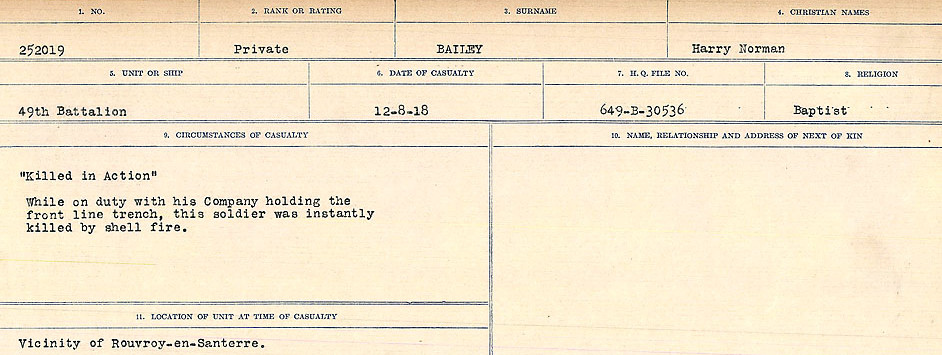 1. NO. 2. RANK OR RATING 3. SURNAME 4. CHRISTIAN NAMES
252019 Private BAILEY Harry Norman
5. UNIT OR SHIP 6. DATE OF CASUALTY 7. H.Q. FILE NO. 8. RELIGION
49th Battalion 12-8-18 649-B-30536 Baptist
9. CIRCUMSTANCES OF CASUALTY 10. NAME, RELATIONSHIP AND ADDRESS OF NEXT OF KIN
"Killed in Action"
While on duty with his Company holding the
front line trench, this soldier was instantly
killed by shell fire.
11. LOCATION OF UNIT AT TIME OF CASUALTY
Vicinity of Rouvroy-en-Santerre.